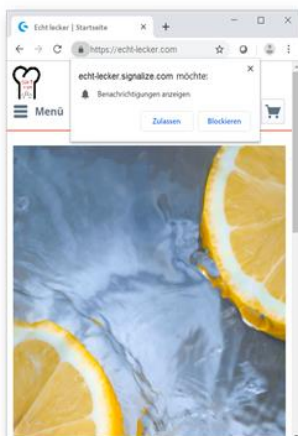 Echt lecker | Startseite
https://echt-lecker.com
echt-lecker.signalize.com möchte:
Benachrichtigungen anzeigen
Zulassen
Blockieren
Menü